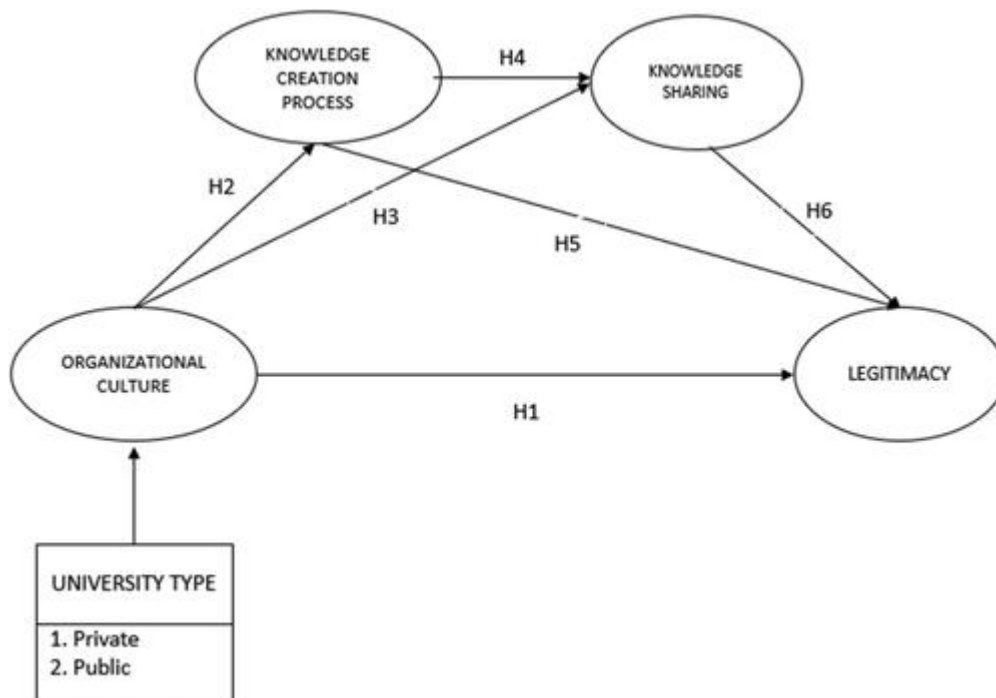 KNOWLEDGE
CREATION
PROCESS
H4
KNOWLEDGE
SHARING
H2
H3
H5
H6
ORGANIZATIONAL
CULTURE
LEGITIMACY
H1
UNIVERSITY TYPE
1. Private
2. Public